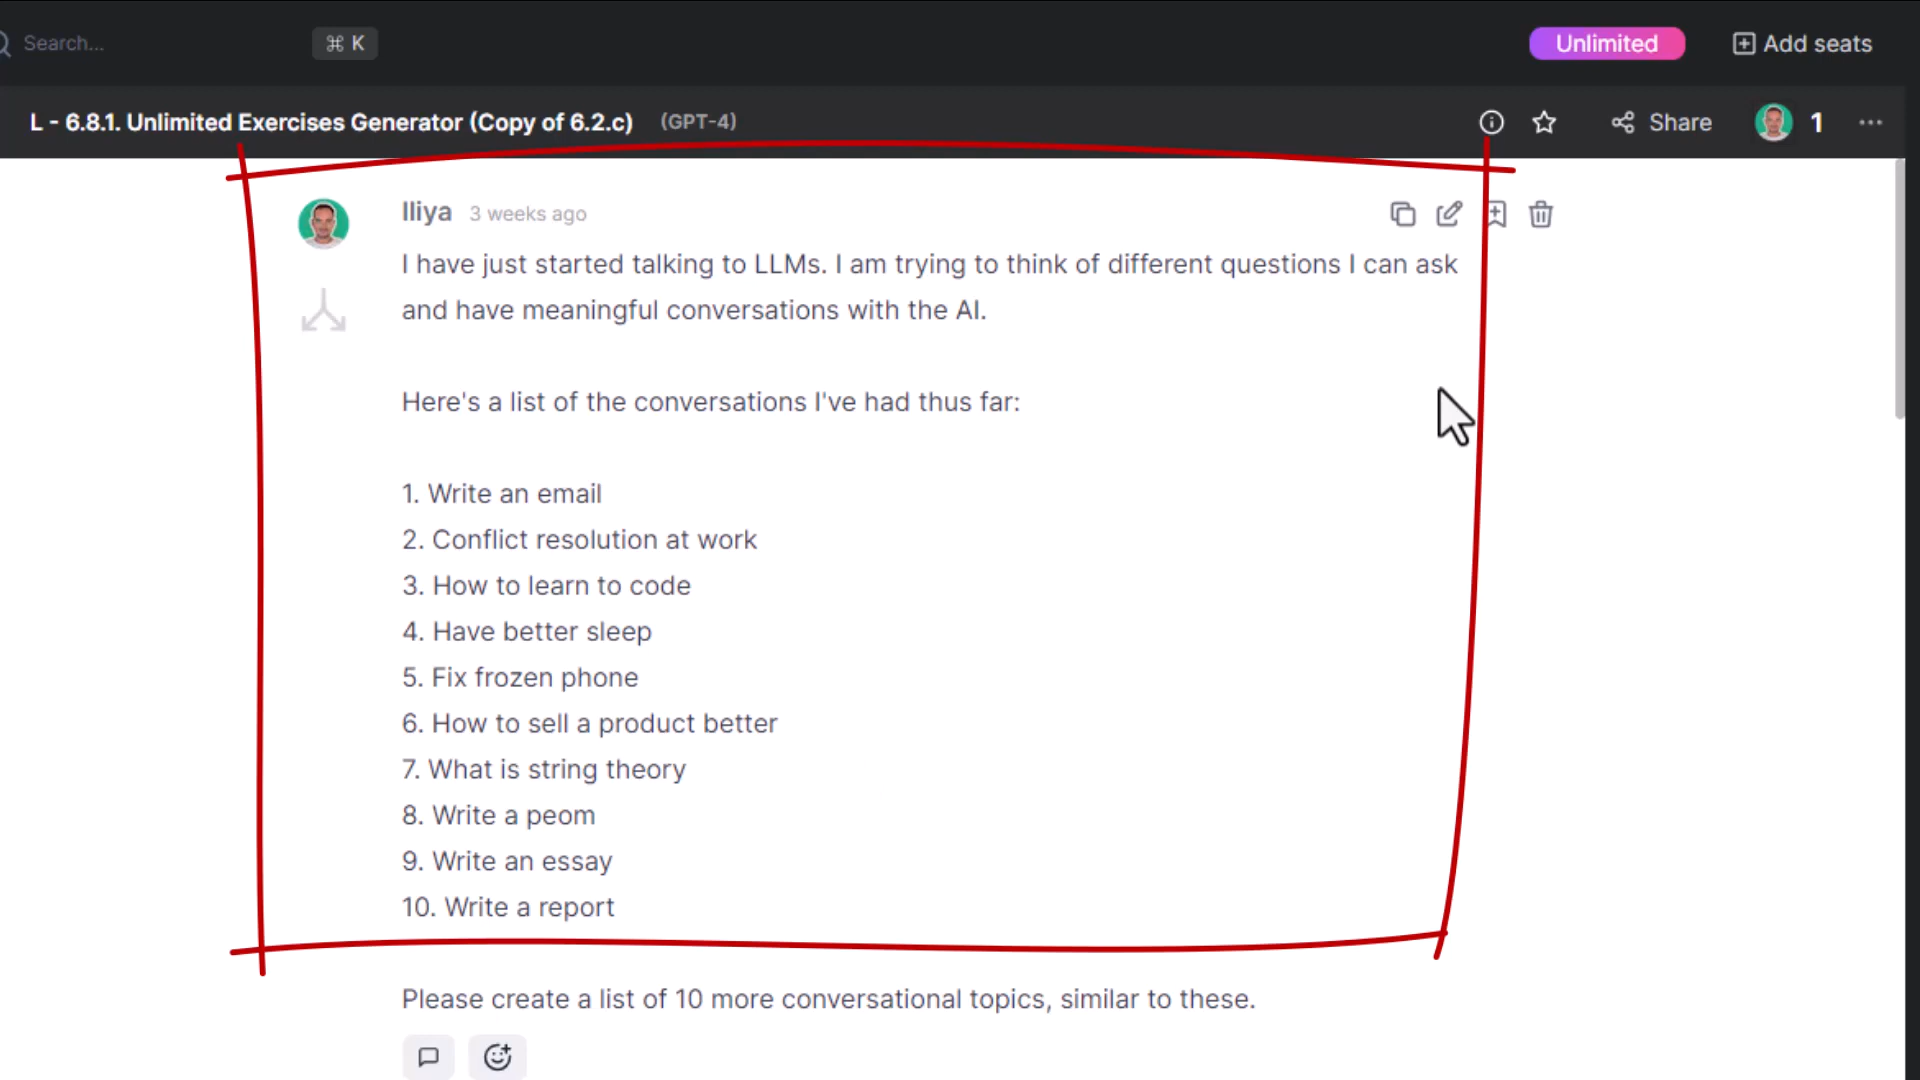 Search...
⌘ K
Unlimited
Add seats
L - 6.8.1. Unlimited Exercises Generator (Copy of 6.2.c) (GPT-4)
Share
1
Iliya 3 weeks ago
I have just started talking to LLMs. I am trying to think of different questions I can ask
and have meaningful conversations with the AI.
Here's a list of the conversations I've had thus far:
1. Write an email
2. Conflict resolution at work
3. How to learn to code
4. Have better sleep
5. Fix frozen phone
6. How to sell a product better
7. What is string theory
8. Write a peom
9. Write an essay
10. Write a report
Please create a list of 10 more conversational topics, similar to these.